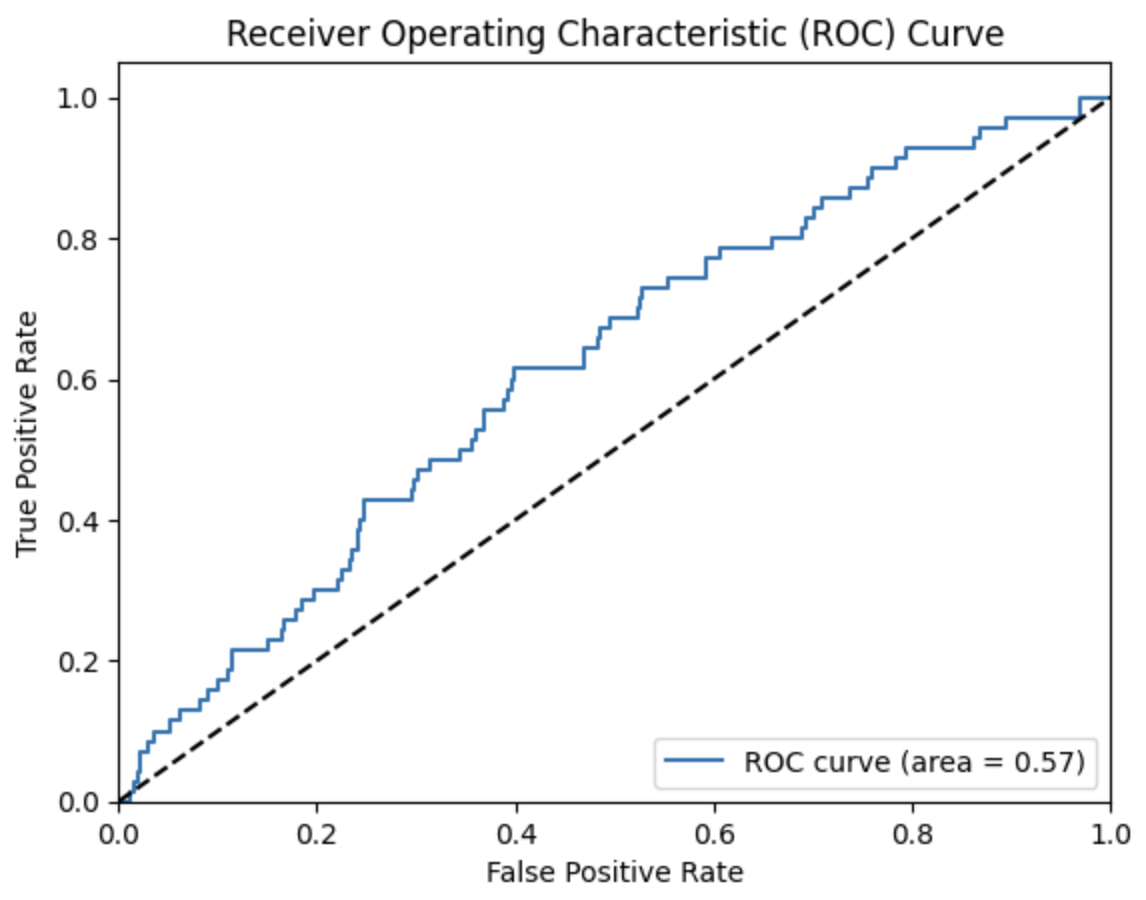 Receiver Operating Characteristic (ROC) Curve
True Positive Rate
1.0
0.8
0.6
0.4
0.2
0.0
ROC curve (area = 0.57)
0.0 0.2 0.4 0.6 0.8 1.0
False Positive Rate